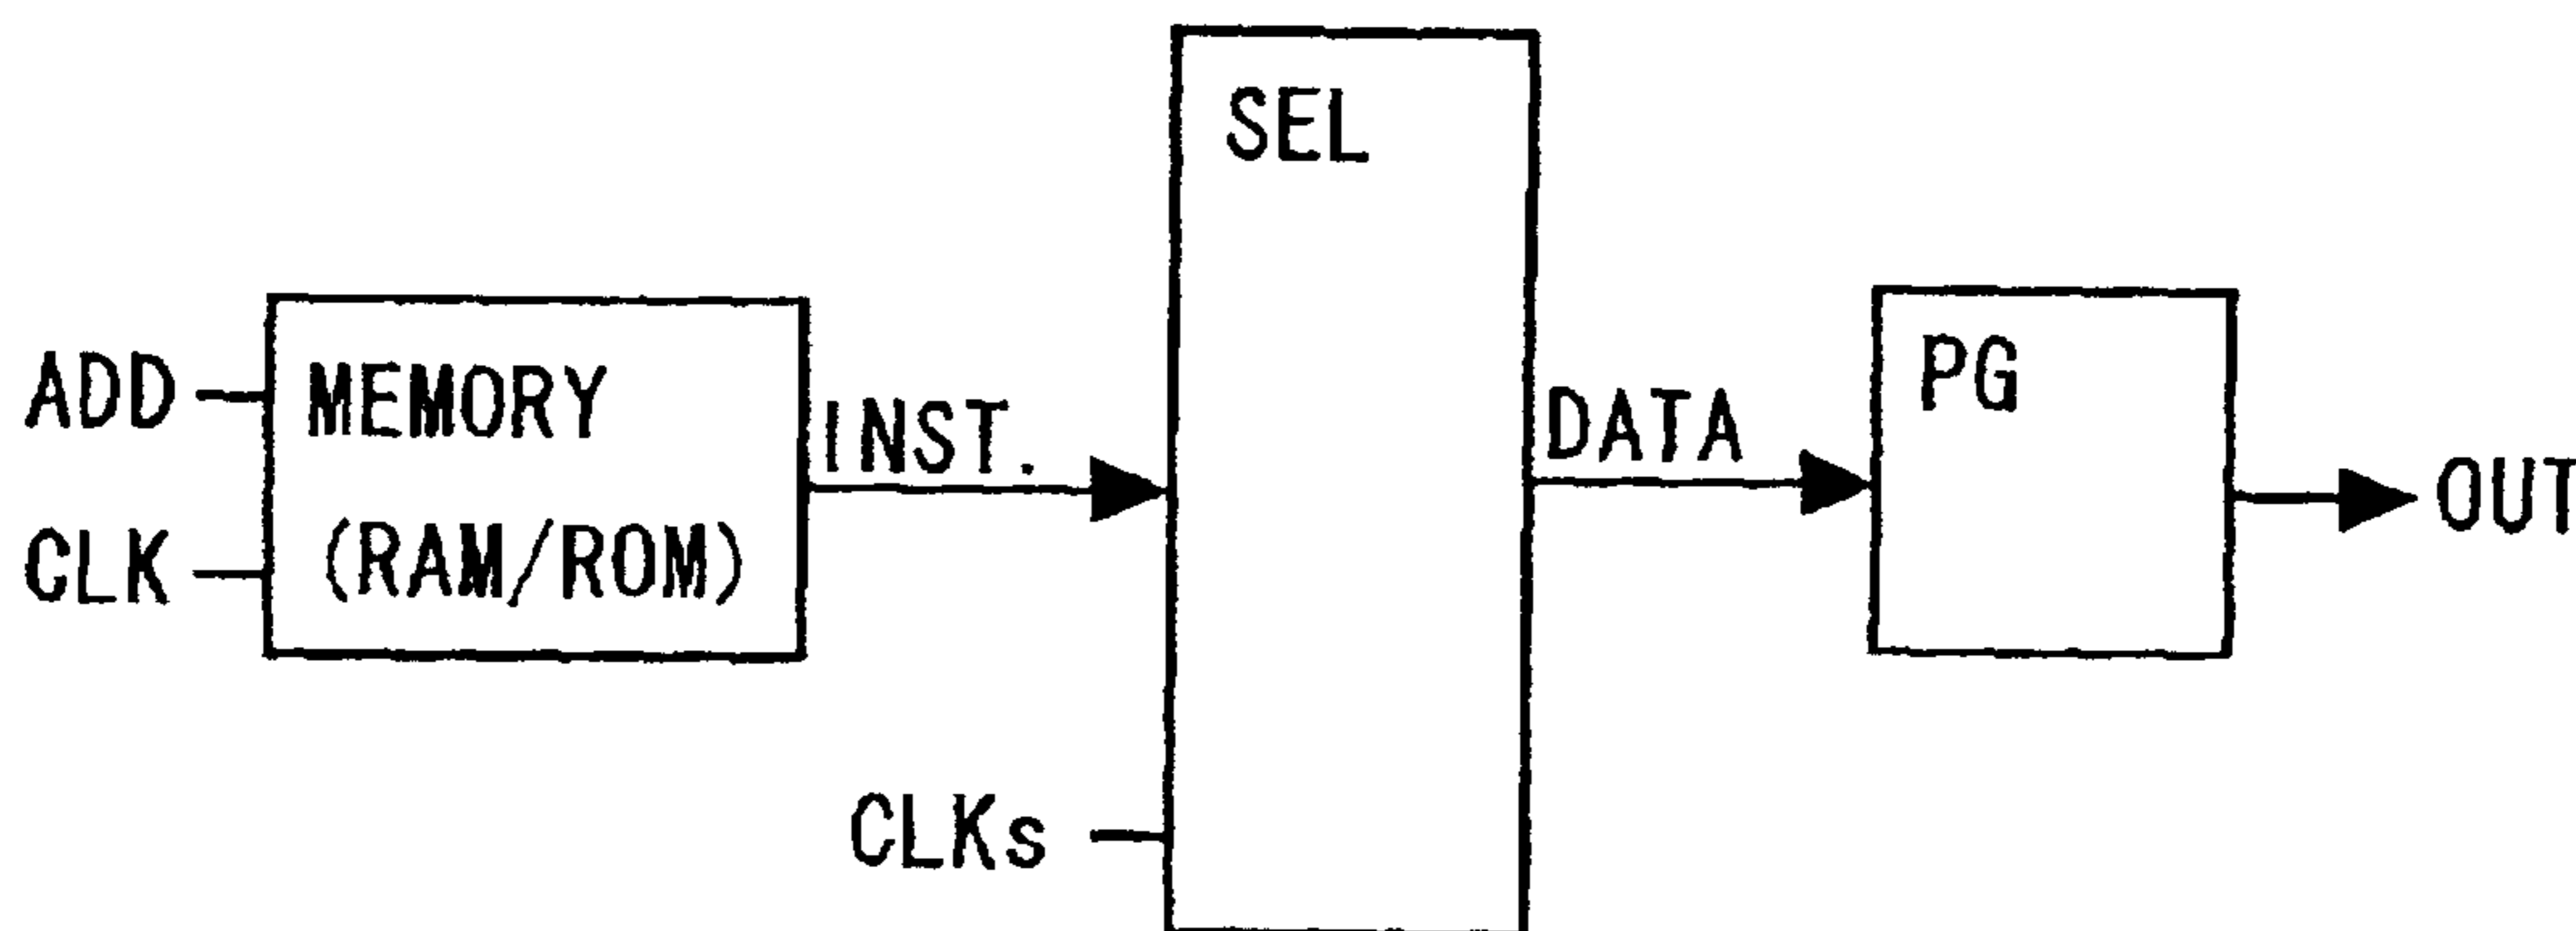 SEL
ADD
MEMORY
INST.
DATA
PG
OUT
CLK
(RAM/ROM)
CLKs